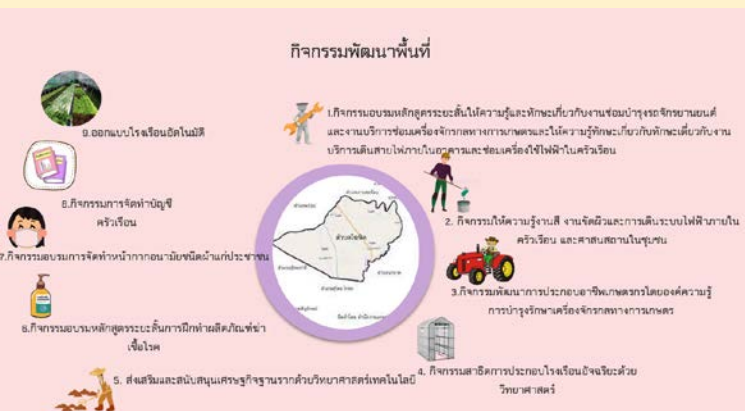 กิจกรรมพัฒนาพื้นที่
1.กิจกรรมอบรมหลักสูตรระยะสั้นให้ความรู้และทักษะเกี่ยวกับงานซ่อมบำรุงรถจักรยานยนต์
และงานบริการซ่อมเครื่องจักรกลทางการเกษตรและให้ความรู้ทักษะเกี่ยวกับทักษะเดี่ยวกับงาน
บริการเดินสายไฟภายในอาคารและซ่อมเครื่องใช้ไฟฟ้าในครัวเรือน
2. กิจกรรมให้ความรู้งานสี งานขัดผิวและการเดินระบบไฟฟ้าภายใน
ครัวเรือน และศาสนสถานในชุมชน
3.กิจกรรมพัฒนาการประกอบอาชีพเกษตรกรโดยองค์ความรู้
การบำรุงรักษาเครื่องจักรกลทางการเกษตร
4. กิจกรรมสาธิตการประกอบโรงเรือนอัจฉริยะด้วย
วิทยาศาสตร์
5. ส่งเสริมและสนับสนุนเศรษฐกิจฐานรากด้วยวิทยาศาสตร์เทคโนโลยี
6.กิจกรรมอบรมหลักสูตรระยะสั้นการฝึกทำผลิตภัณฑ์ฆ่า
เชื้อโรค
7.กิจกรรมอบรมการจัดทำหน้ากากอนามัยชนิดผ้าแก่ประชาชน
8.กิจกรรมการจัดทำบัญชี
ครัวเรือน
9.ออกแบบโรงเรือนอัตโนมัติ